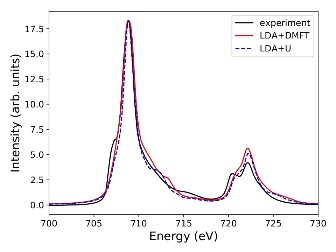 experiment
LDA+DMFT
LDA+U
Intensity (arb. units)
17.5
15.0
12.5
10.0
7.5
5.0
2.5
0.0
700 705 710 715 720 725 730
Energy (eV)